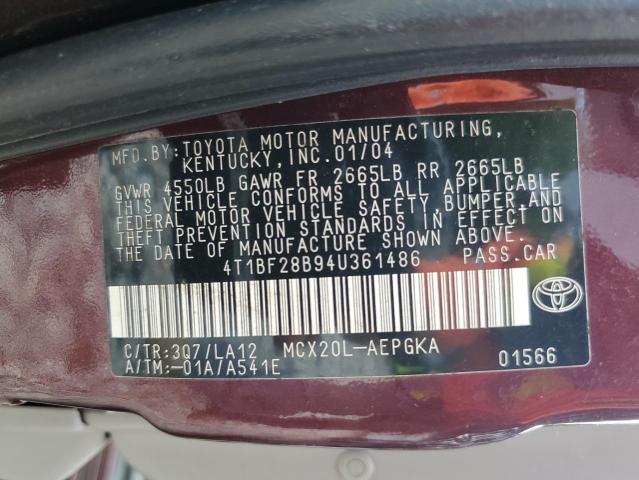 MFD.BY:TOYOTA MOTOR MANUFACTURING,
KENTUCKY, INC.01/04
GVWR 4550LB GAWR FR 2665LB RR 2665LB
THIS VEHICLE CONFORMS TO ALL APPLICABLE
FEDERAL MOTOR VEHICLE SAFETY, BUMPER,AND
THEFT PREVENTION STANDARDS IN EFFECT ON
THE DATE OF MANUFACTURE SHOWN ABOVE.
4T1BF28B94U361486 PASS.CAR
C/TR:3Q7/LA12 MCX20L-AEPGKA
A/TM:-01A/A541E 01566